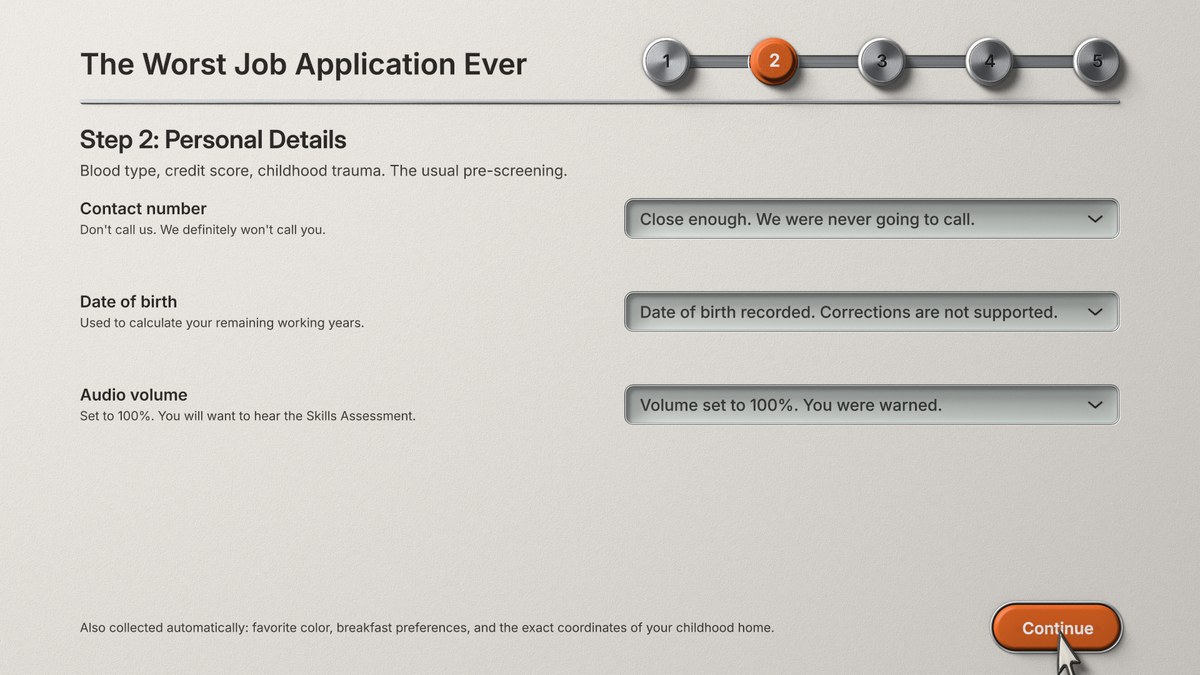 The Worst Job Application Ever
1 2 3 4 5
Step 2: Personal Details
Blood type, credit score, childhood trauma. The usual pre-screening.
Contact number
Don't call us. We definitely won't call you.
Close enough. We were never going to call.
Date of birth
Used to calculate your remaining working years.
Date of birth recorded. Corrections are not supported.
Audio volume
Set to 100%. You will want to hear the Skills Assessment.
Volume set to 100%. You were warned.
Also collected automatically: favorite color, breakfast preferences, and the exact coordinates of your childhood home.
Continue